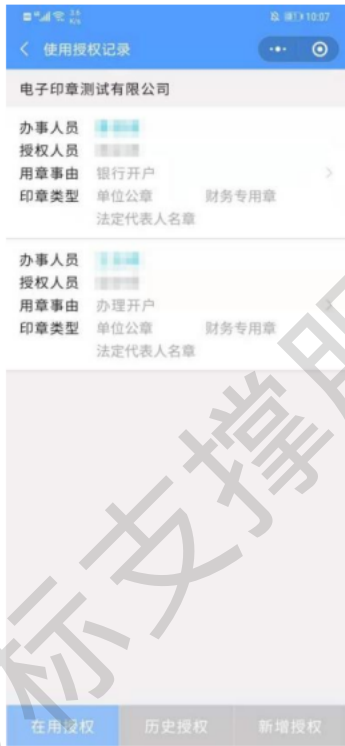 10:07
使用授权记录
电子印章测试有限公司
办事人员
授权人员
用章事由 银行开户
印章类型 单位公章 财务专用章
法定代表人名章
办事人员
授权人员
用章事由 办理开户
印章类型 单位公章 财务专用章
法定代表人名章
标支撑
在用授权 历史授权 新增授权